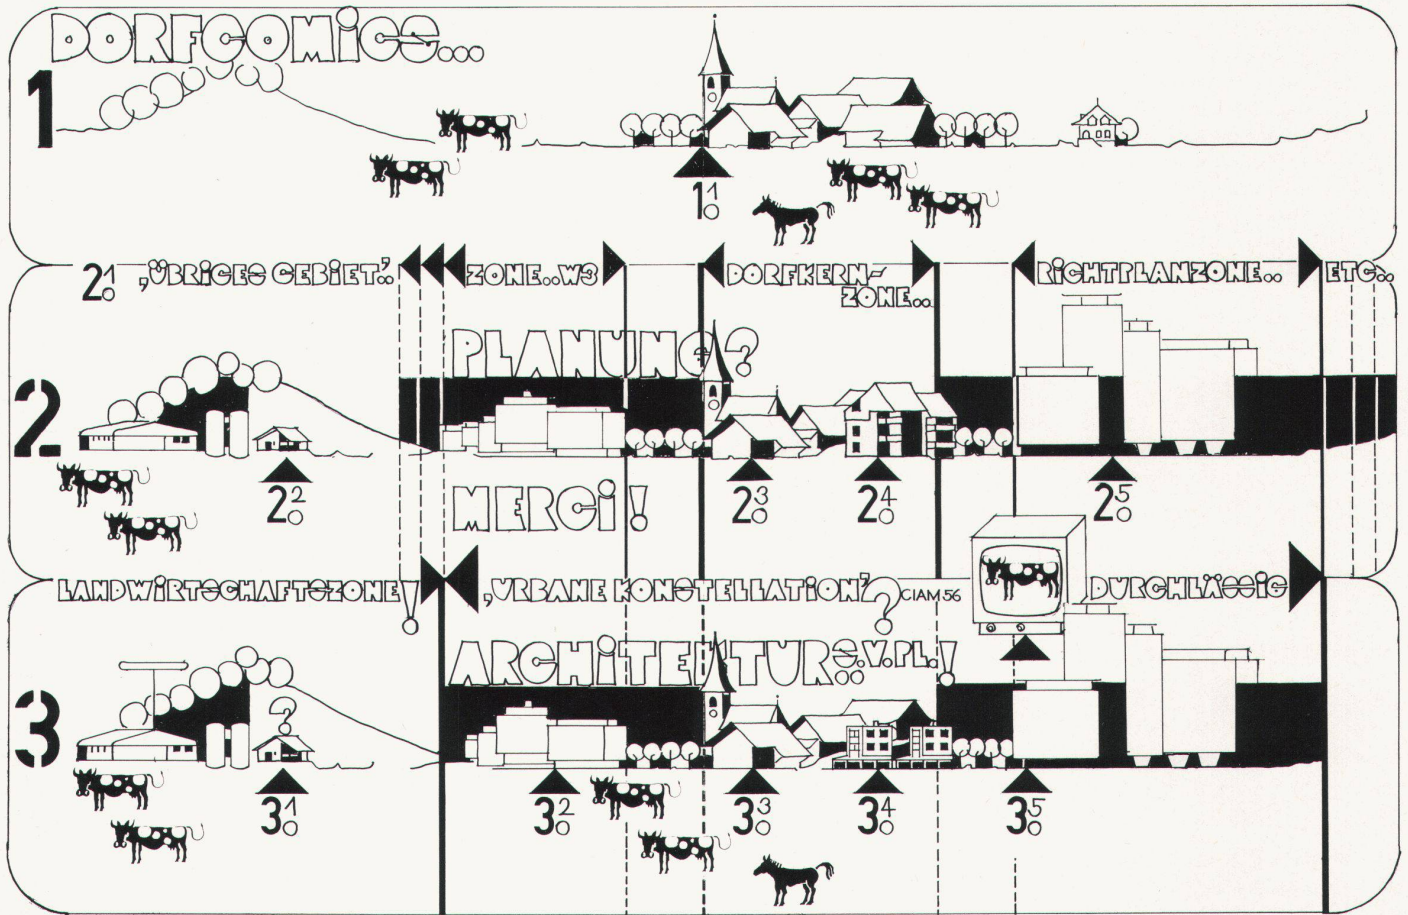 DORFCOMiCS...
1
1.1
2.1 ‚ÜBRIGES GEBIET.'.
ZONE..W3
DORFKERN-
ZONE...
RiCHTPLANZONE..
ETC..
PLANUNG?
2
2.2
MERCi!
2.3
2.4
2.5
LANDWiRTSCHAFTSZONE!
‚URBANE KONSTELLATION'?
CIAM 56
DURCHLÄSSIG
ARCHiTEKTUR S.V.PL..!
3
?
3.1
3.2
3.3
3.4
3.5